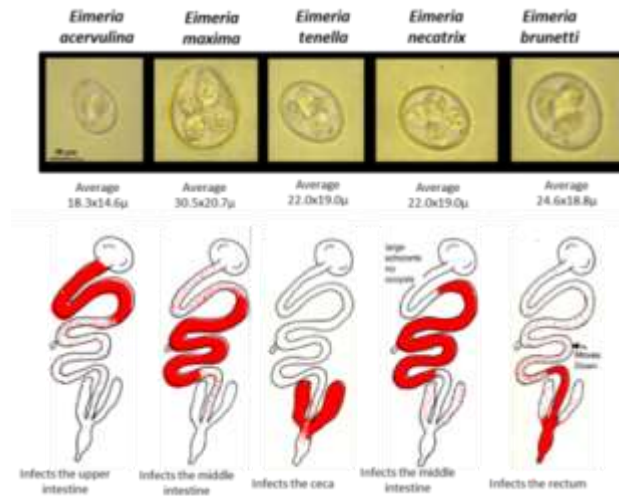 Eimeria
acervulina
Eimeria
maxima
Eimeria
tenella
Eimeria
necatrix
Eimeria
brunetti
Average
18.3x14.6µ
Average
30.5x20.7µ
Average
22.0x19.0µ
Average
22.0x19.0µ
Average
24.6x18.8µ
large
schizonts
no
oocysts
Moves
Down
Infects the upper
intestine
Infects the middle
intestine
Infects the ceca
Infects the middle
intestine
Infects the rectum